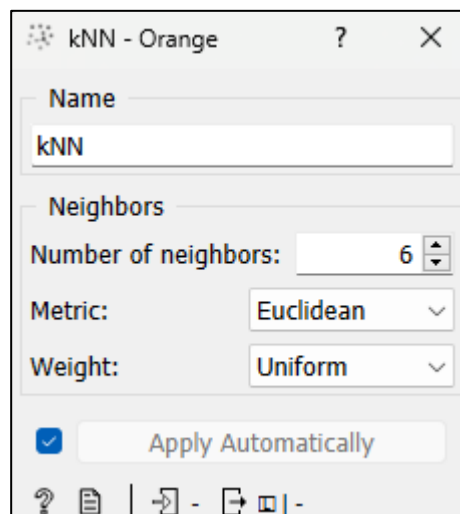 kNN - Orange ? ×
Name
kNN
Neighbors
Number of neighbors: 6
Metric: Euclidean
Weight: Uniform
Apply Automatically
? | - | -